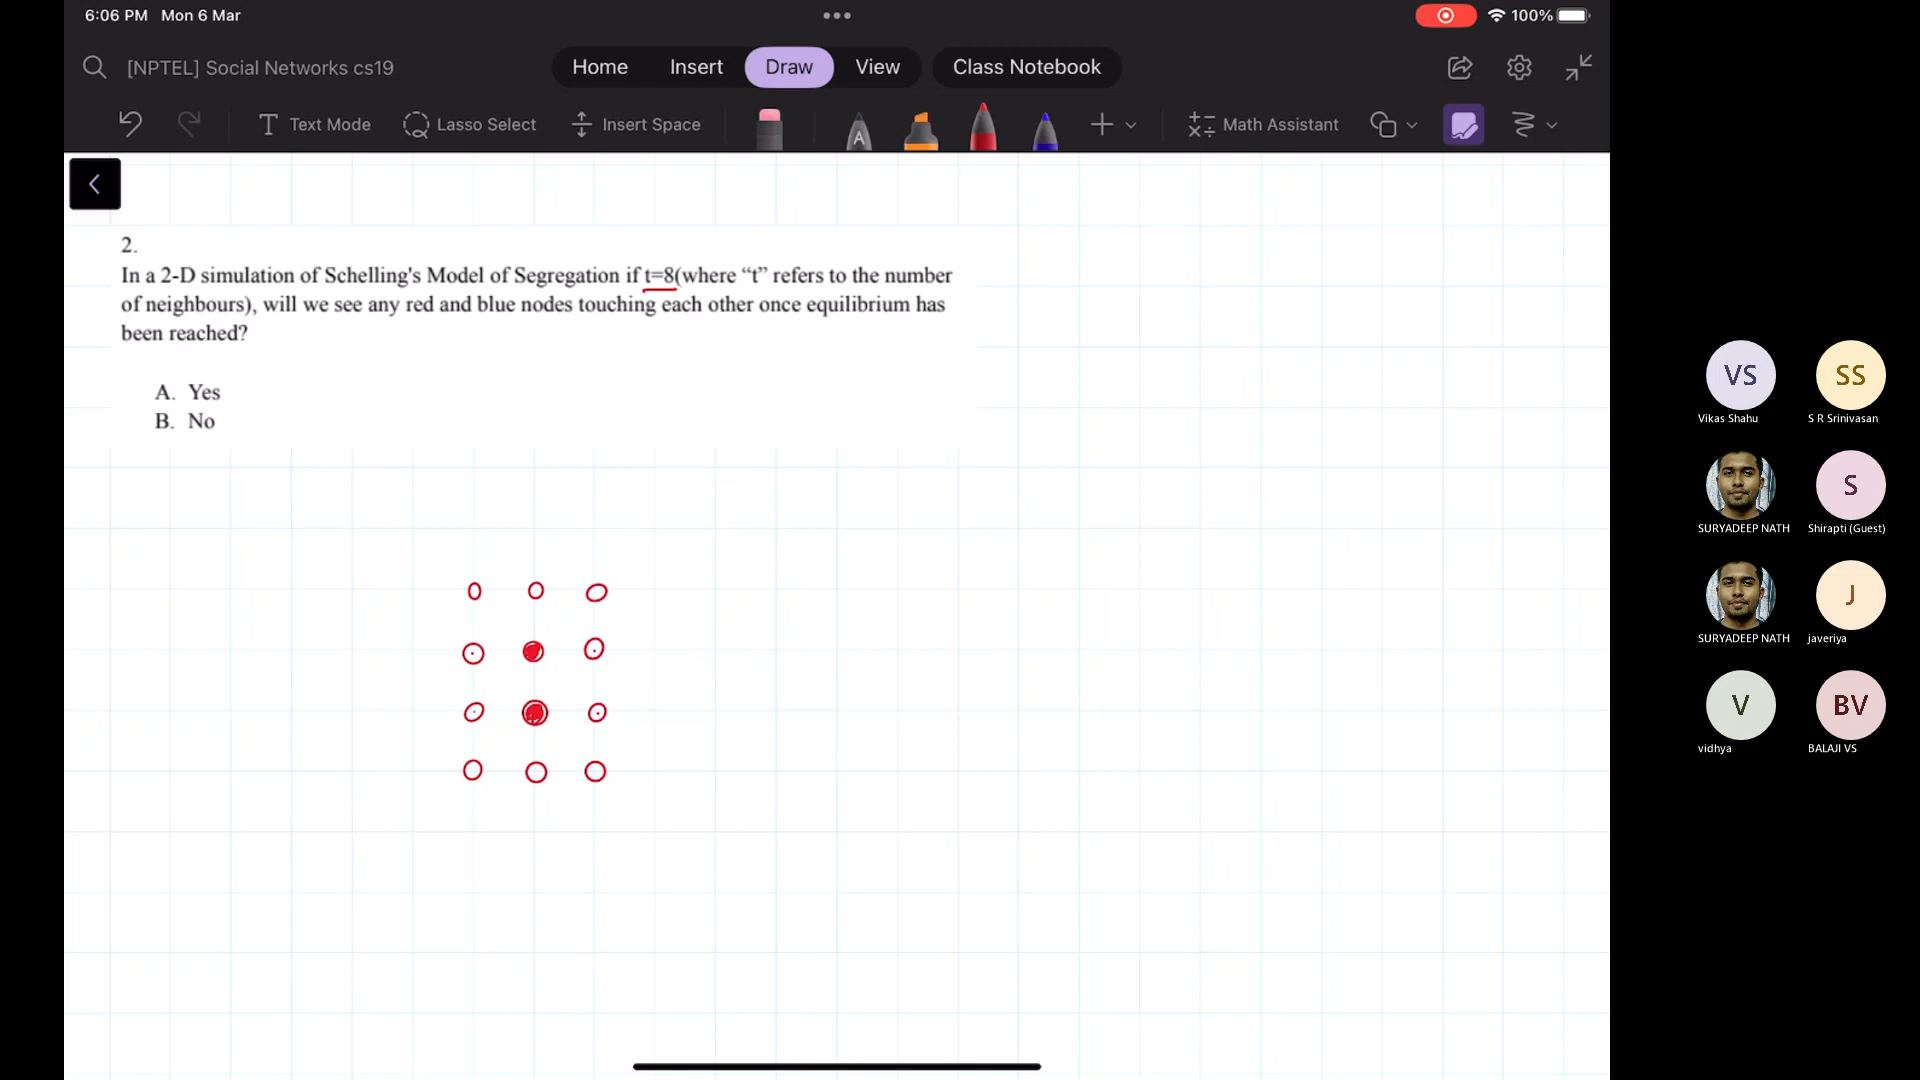 6:06 PM Mon 6 Mar
100%
[NPTEL] Social Networks cs19
Home Insert Draw View Class Notebook
Text Mode Lasso Select Insert Space A Math Assistant
2.
In a 2-D simulation of Schelling's Model of Segregation if t=8(where “t” refers to the number
of neighbours), will we see any red and blue nodes touching each other once equilibrium has
been reached?
A. Yes
B. No
VS SS
Vikas Shahu S R Srinivasan
S
SURYADEEP NATH Shirapti (Guest)
J
SURYADEEP NATH javeriya
V BV
vidhya BALAJI VS